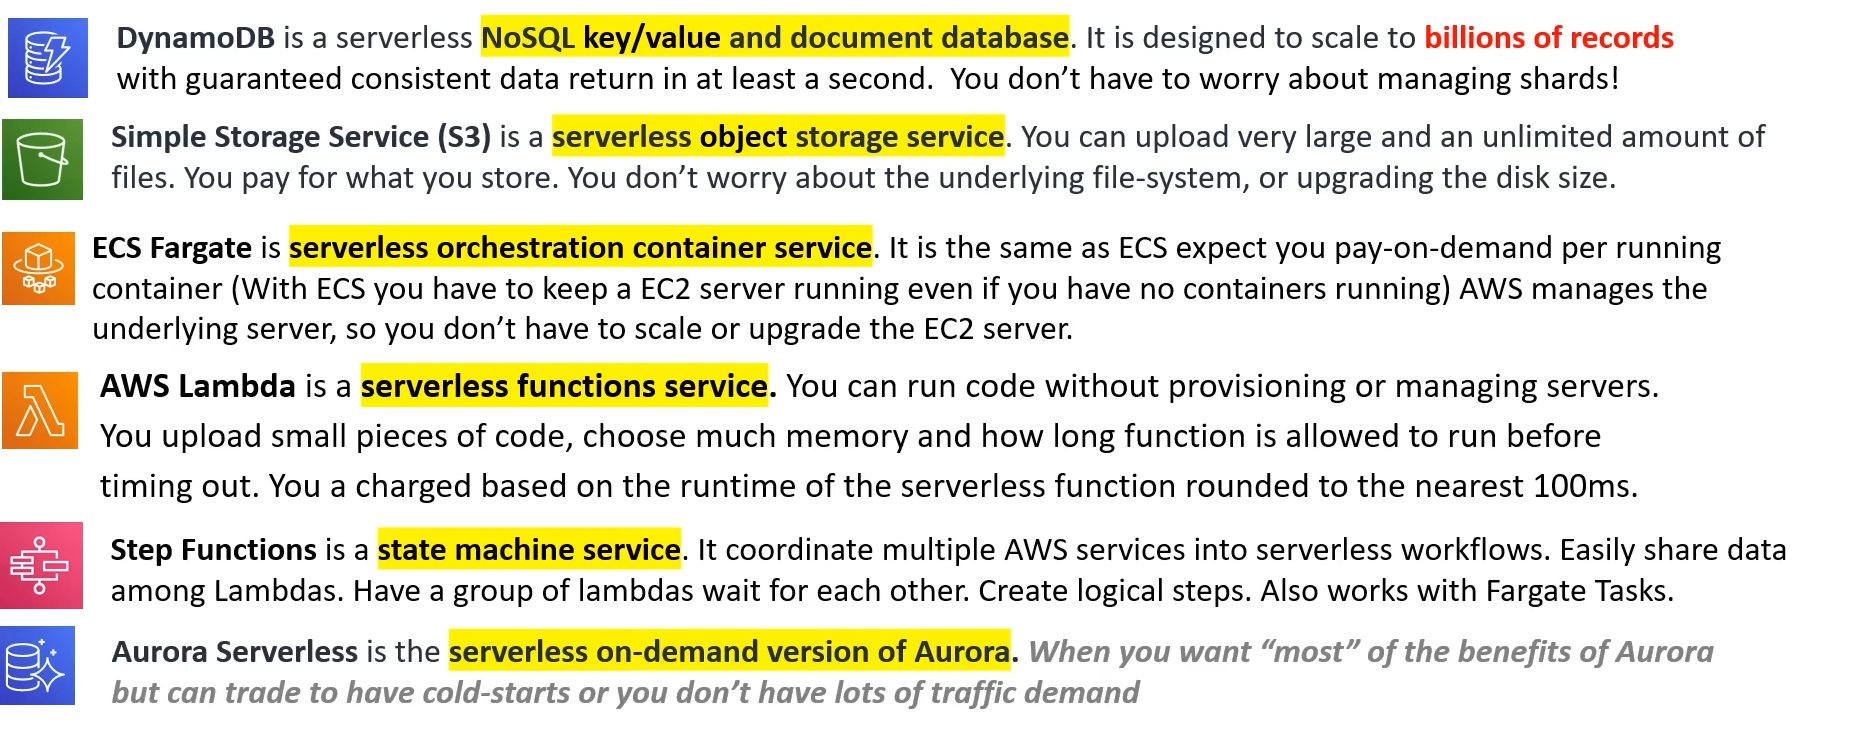 DynamoDB is a serverless NoSQL key/value and document database. It is designed to scale to billions of records
with guaranteed consistent data return in at least a second.  You don't have to worry about managing shards!
Simple Storage Service (S3) is a serverless object storage service. You can upload very large and an unlimited amount of
files. You pay for what you store. You don't worry about the underlying file-system, or upgrading the disk size.
ECS Fargate is serverless orchestration container service. It is the same as ECS expect you pay-on-demand per running
container (With ECS you have to keep a EC2 server running even if you have no containers running) AWS manages the
underlying server, so you don't have to scale or upgrade the EC2 server.
AWS Lambda is a serverless functions service. You can run code without provisioning or managing servers.
You upload small pieces of code, choose much memory and how long function is allowed to run before
timing out. You a charged based on the runtime of the serverless function rounded to the nearest 100ms.
Step Functions is a state machine service. It coordinate multiple AWS services into serverless workflows. Easily share data
among Lambdas. Have a group of lambdas wait for each other. Create logical steps. Also works with Fargate Tasks.
Aurora Serverless is the serverless on-demand version of Aurora. When you want “most” of the benefits of Aurora
but can trade to have cold-starts or you don't have lots of traffic demand